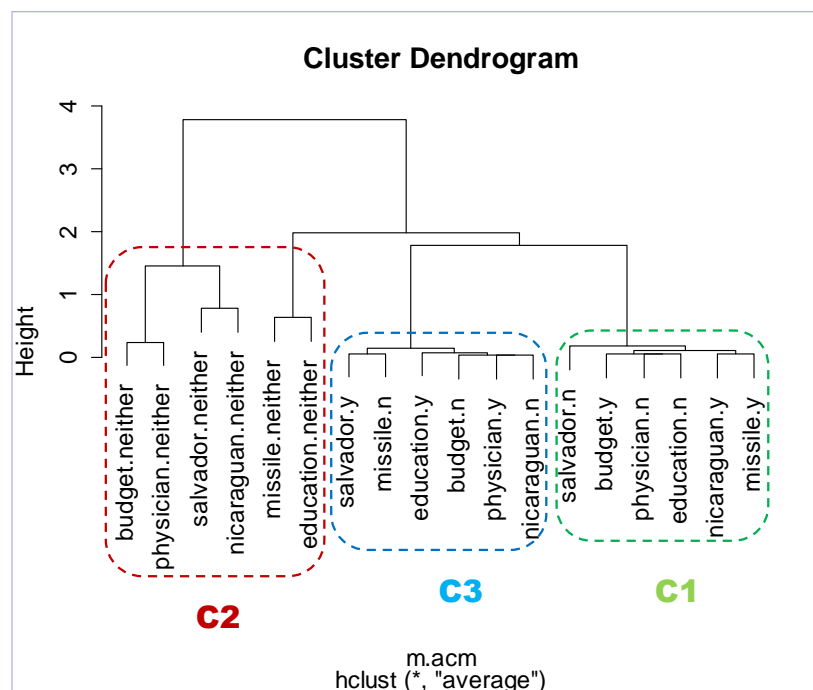 Cluster Dendrogram
Height
4
3
2
1
0
budget.neither
physician.neither
salvador.neither
nicaraguan.neither
missile.neither
education.neither
salvador.y
missile.n
education.y
budget.n
physician.y
nicaraguan.n
salvador.n
budget.y
physician.n
education.n
nicaraguan.y
missile.y
C2
C3
C1
m.acm
hclust (*, "average")